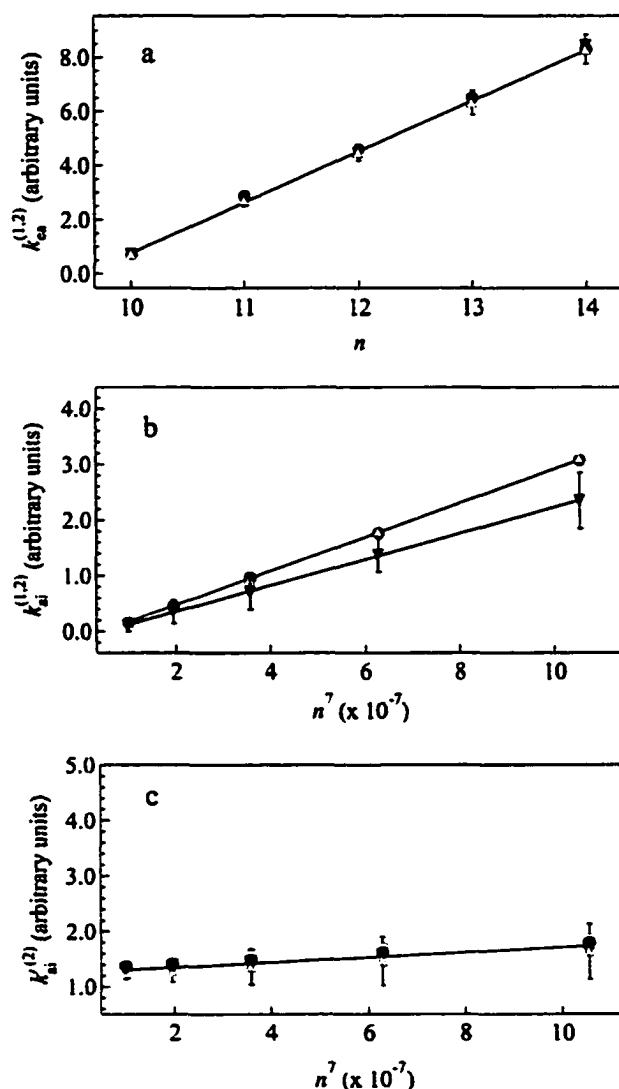 a
8.0
6.0
4.0
2.0
0.0
k_ea^(1,2) (arbitrary units)
10 11 12 13 14
n
b
4.0
3.0
2.0
1.0
0.0
k_ai^(1,2) (arbitrary units)
2 4 6 8 10
n^7 (x 10^-7)
c
5.0
4.0
3.0
2.0
1.0
k'_ai^(2) (arbitrary units)
2 4 6 8 10
n^7 (x 10^-7)